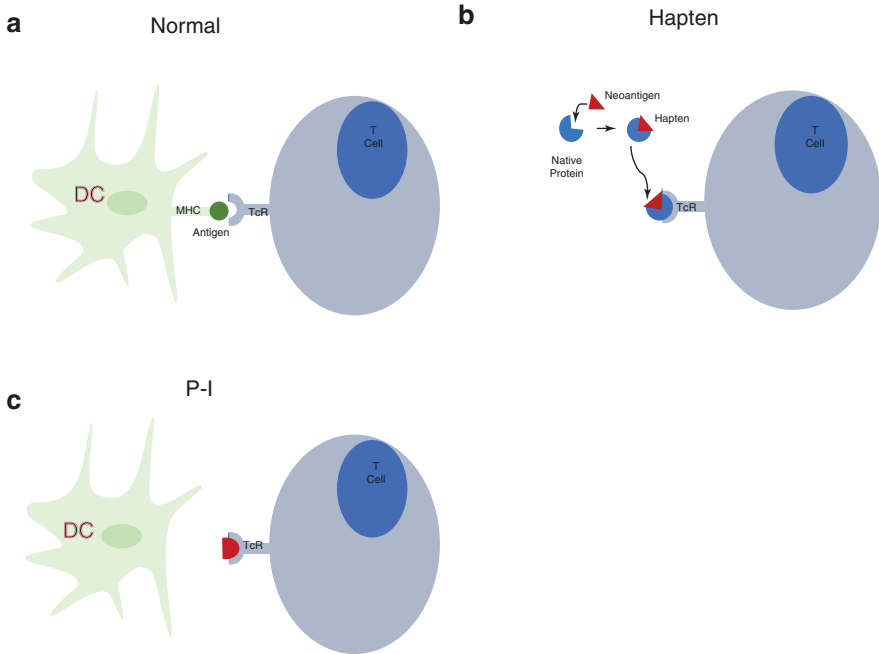 a
Normal
DC
MHC
Antigen
TcR
T
Cell
b
Hapten
Neoantigen
Hapten
Native
Protein
TcR
T
Cell
c
P-I
DC
TcR
T
Cell